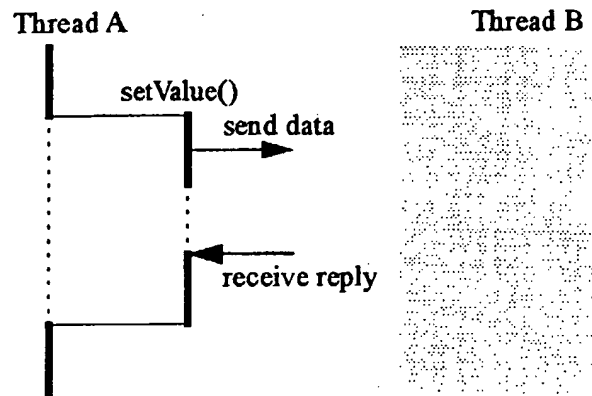 Thread A
Thread B
setValue()
send data
receive reply